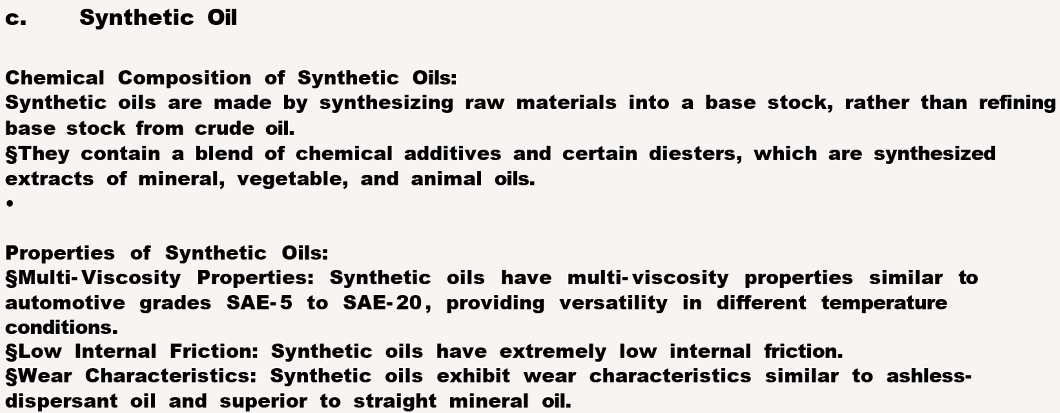 c. Synthetic Oil
Chemical Composition of Synthetic Oils:
Synthetic oils are made by synthesizing raw materials into a base stock, rather than refining
base stock from crude oil.
§They contain a blend of chemical additives and certain diesters, which are synthesized
extracts of mineral, vegetable, and animal oils.
•
Properties of Synthetic Oils:
§Multi-Viscosity Properties: Synthetic oils have multi-viscosity properties similar to
automotive grades SAE-5 to SAE-20, providing versatility in different temperature
conditions.
§Low Internal Friction: Synthetic oils have extremely low internal friction.
§Wear Characteristics: Synthetic oils exhibit wear characteristics similar to ashless-
dispersant oil and superior to straight mineral oil.